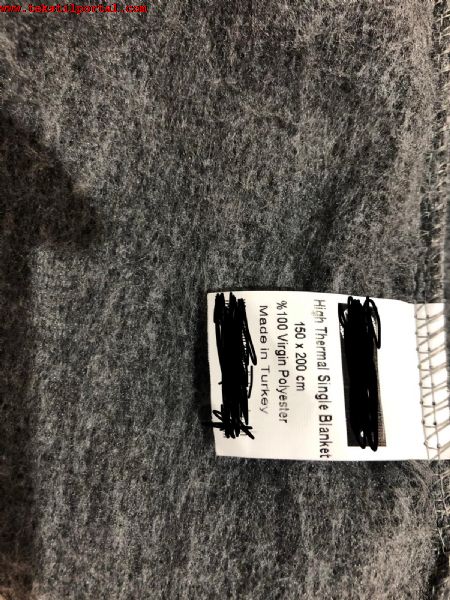 www.tekstilportal.com
High Thermal Single Blanket
150 x 200 cm
%100 Virgin Polyester
Made in Turkey